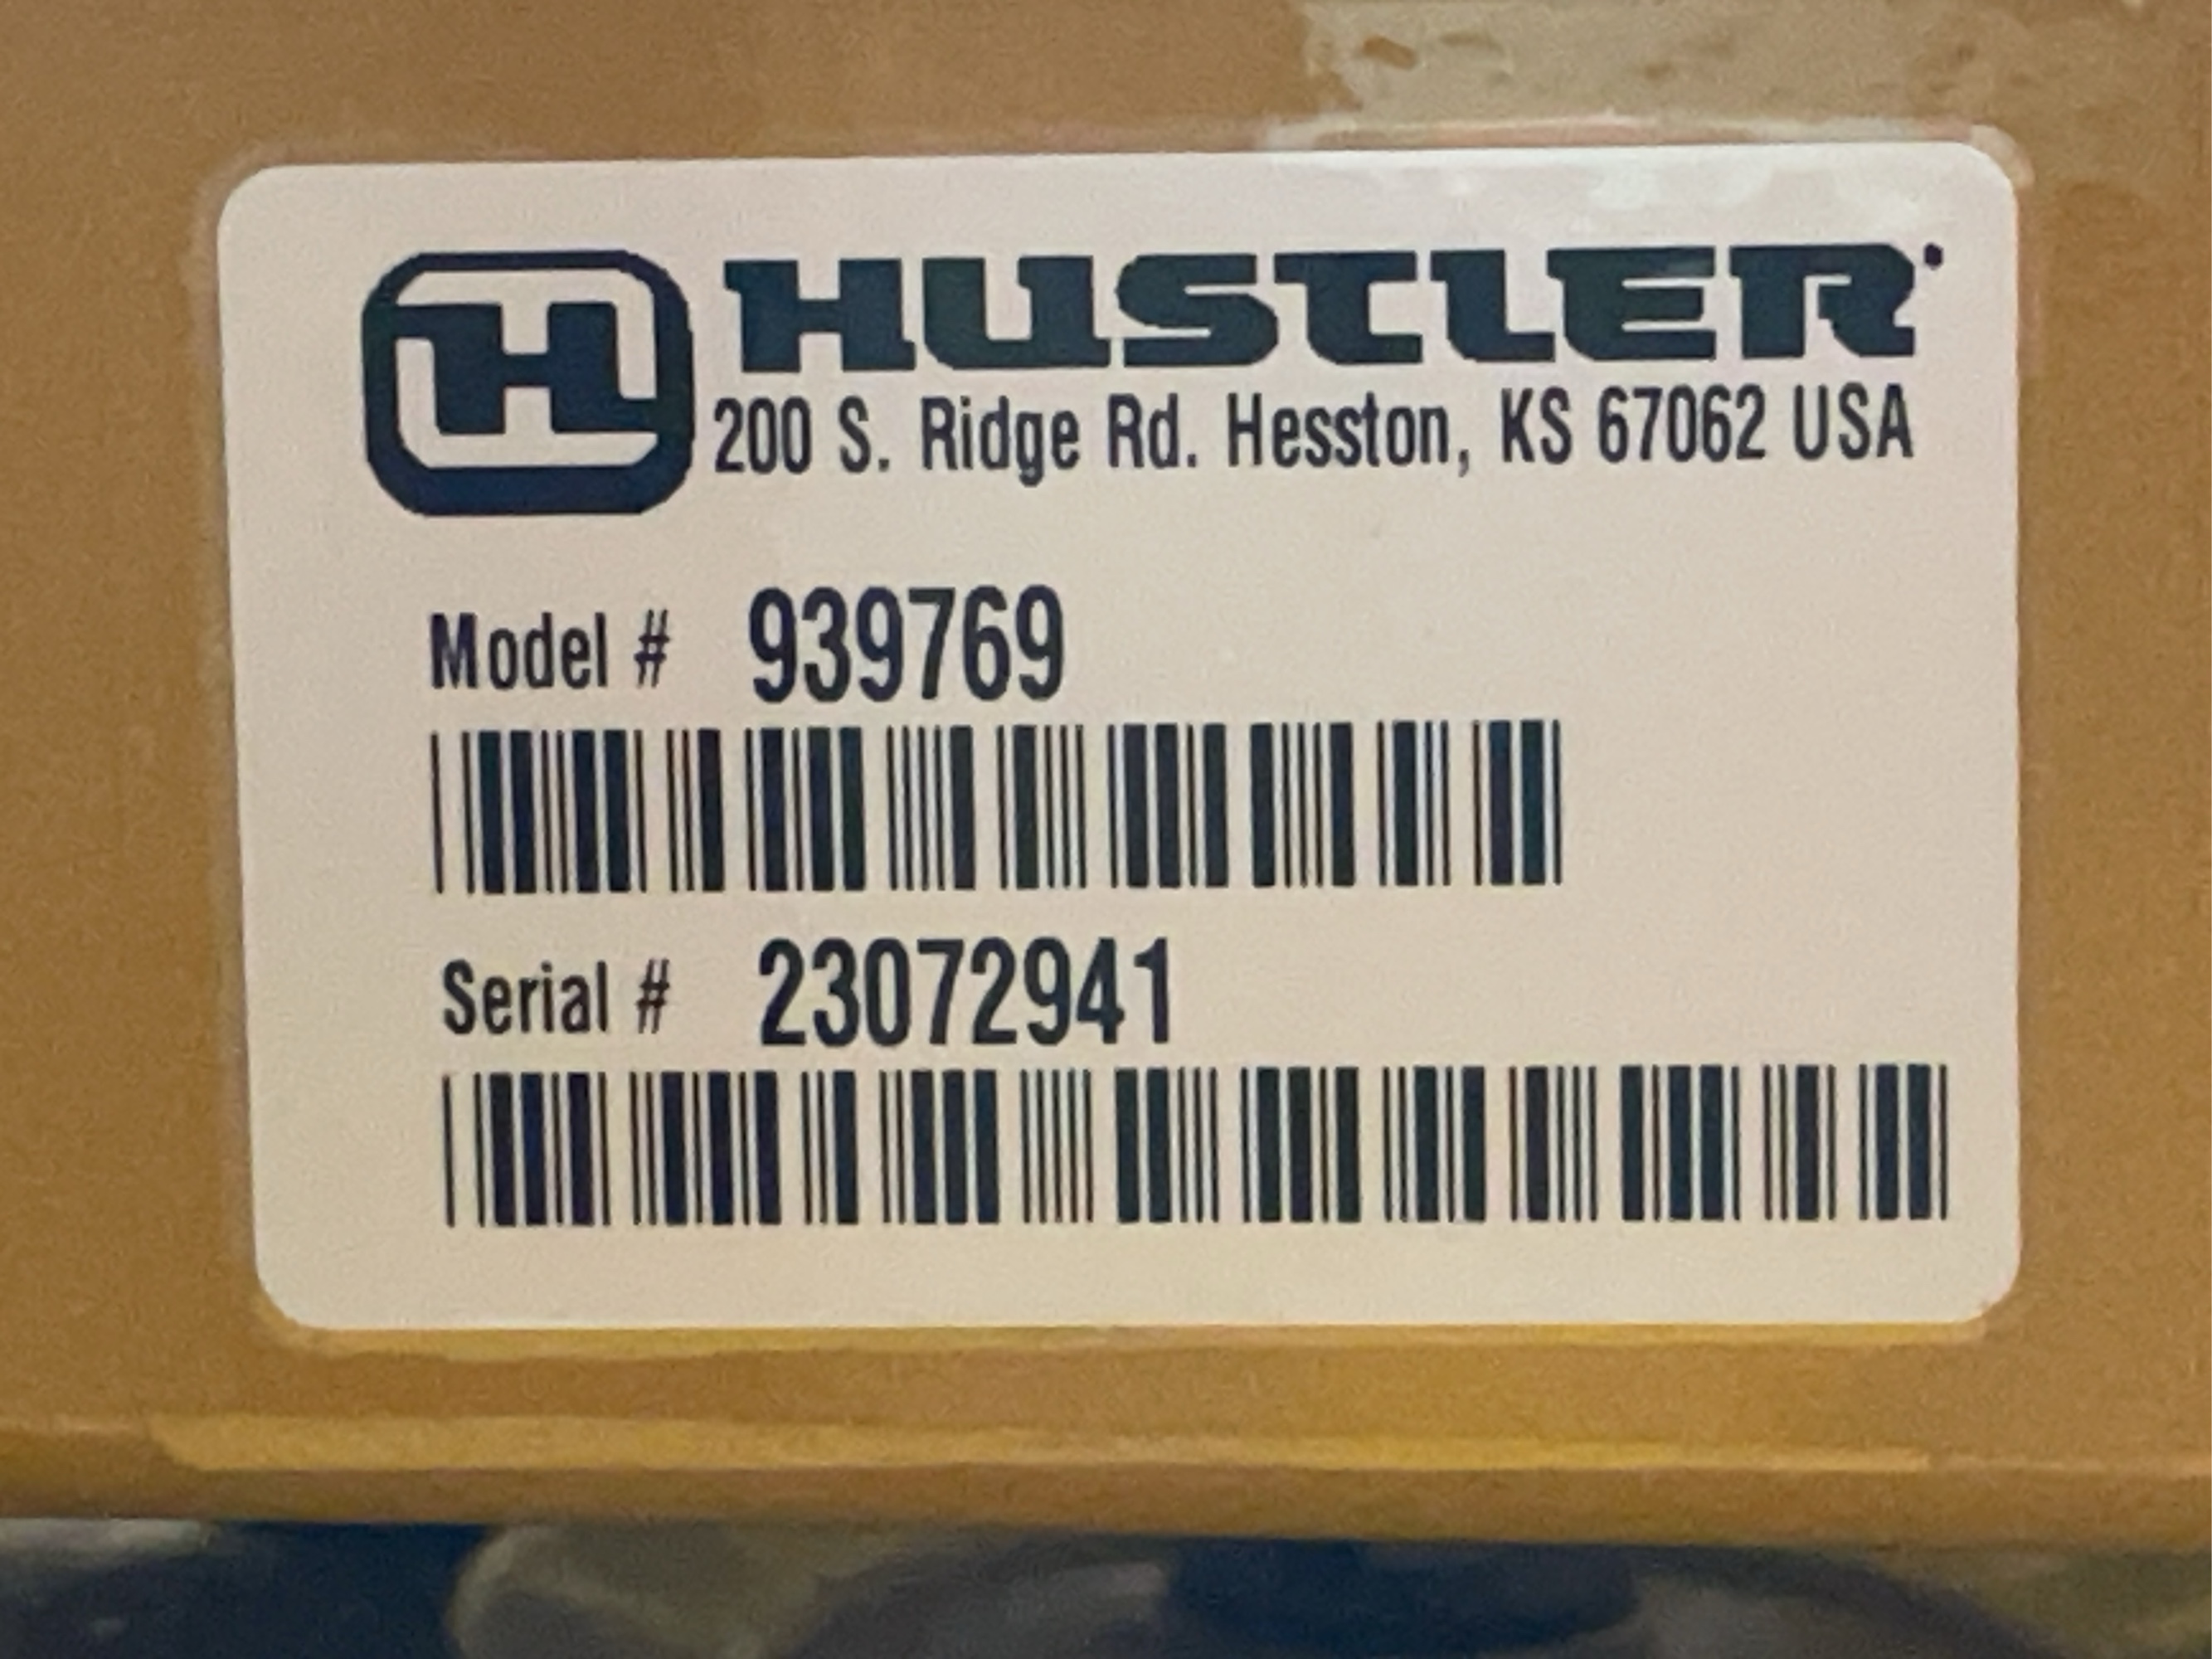 HUSTLER
200 S. Ridge Rd. Hesston, KS 67062 USA
Model # 939769
Serial # 23072941